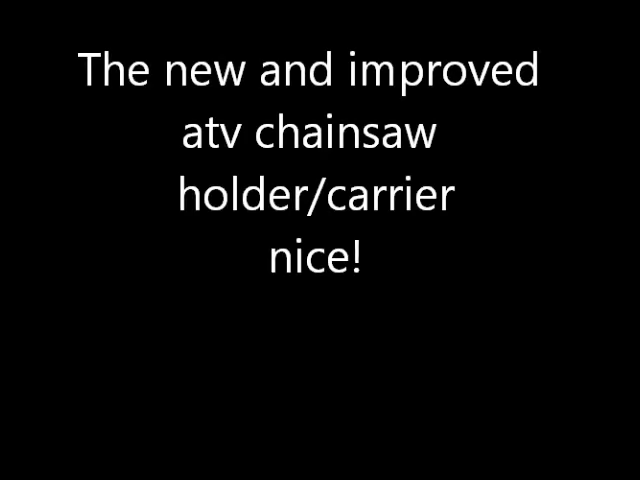 The new and improved
atv chainsaw
holder/carrier
nice!